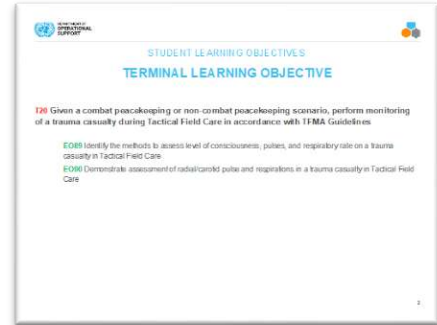 DEPARTMENT OF
OPERATIONAL
SUPPORT
STUDENT LEARNING OBJECTIVES
TERMINAL LEARNING OBJECTIVE
T20 Given a combat peacekeeping or non-combat peacekeeping scenario, perform monitoring
of a trauma casualty during Tactical Field Care in accordance with TFMA Guidelines
EO89 Identify the methods to assess level of consciousness, pulses, and respiratory rate on a trauma
casualty in Tactical Field Care
EO90 Demonstrate assessment of radial/carotid pulse and respirations in a trauma casualty in Tactical Field
Care
2